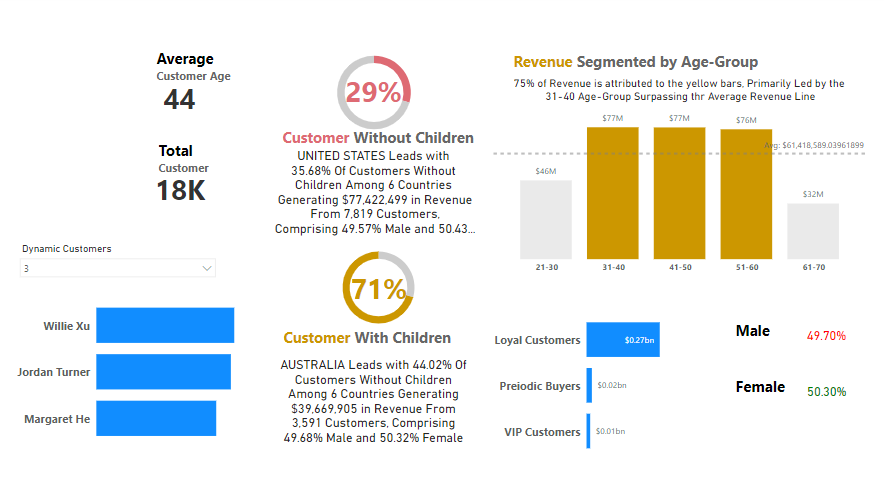 Average
Customer Age
44
Total
Customer
18K
Dynamic Customers
3
Willie Xu
Jordan Turner
Margaret He
29%
Customer Without Children
UNITED STATES Leads with
35.68% Of Customers Without
Children Among 6 Countries
Generating $77,422,499 in Revenue
From 7,819 Customers,
Comprising 49.57% Male and 50.43...
71%
Customer With Children
AUSTRALIA Leads with 44.02% Of
Customers Without Children
Among 6 Countries Generating
$39,669,905 in Revenue From
3,591 Customers, Comprising
49.68% Male and 50.32% Female
Revenue Segmented by Age-Group
75% of Revenue is attributed to the yellow bars, Primarily Led by the
31-40 Age-Group Surpassing thr Average Revenue Line
$46M
$77M
$77M
$76M
$32M
Avg: $61,418,589.03961899
21-30
31-40
41-50
51-60
61-70
Loyal Customers
$0.27bn
Preiodic Buyers
$0.02bn
VIP Customers
$0.01bn
Male
49.70%
Female
50.30%